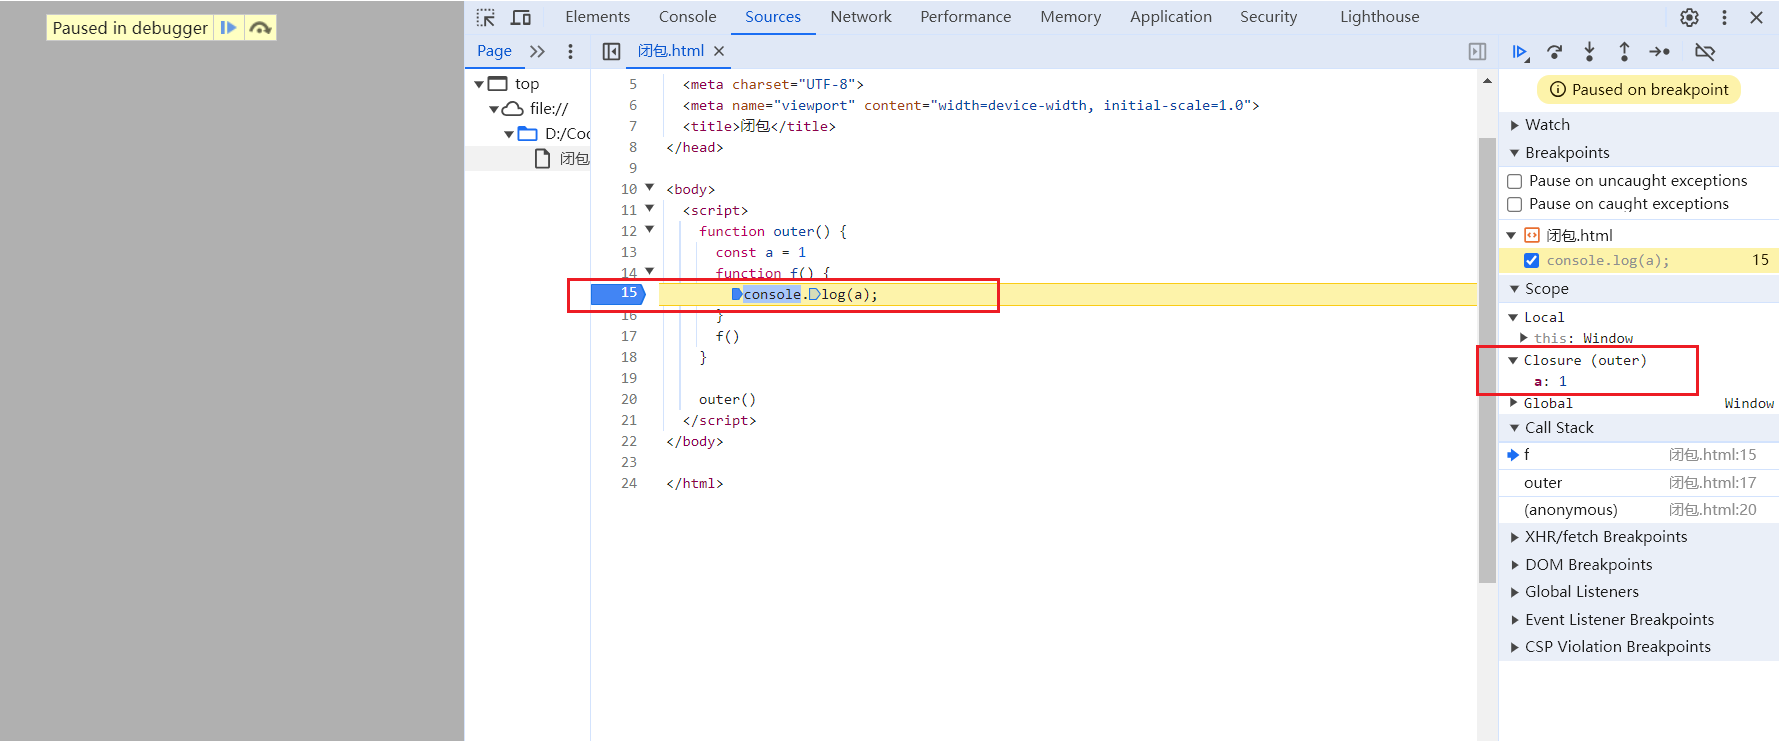 Paused in debugger
Elements Console Sources Network Performance Memory Application Security Lighthouse
Page
top
file://
D:/Coc
闭包
闭包.html
5 <meta charset="UTF-8">
6 <meta name="viewport" content="width=device-width, initial-scale=1.0">
7 <title>闭包</title>
8 </head>
9
10 <body>
11 <script>
12 function outer() {
13 const a = 1
14 function f() {
15 console.log(a);
16 }
17 f()
18 }
19
20 outer()
21 </script>
22 </body>
23
24 </html>
Paused on breakpoint
Watch
Breakpoints
Pause on uncaught exceptions
Pause on caught exceptions
闭包.html
console.log(a); 15
Scope
Local
this: Window
Closure (outer)
a: 1
Global Window
Call Stack
f 闭包.html:15
outer 闭包.html:17
(anonymous) 闭包.html:20
XHR/fetch Breakpoints
DOM Breakpoints
Global Listeners
Event Listener Breakpoints
CSP Violation Breakpoints